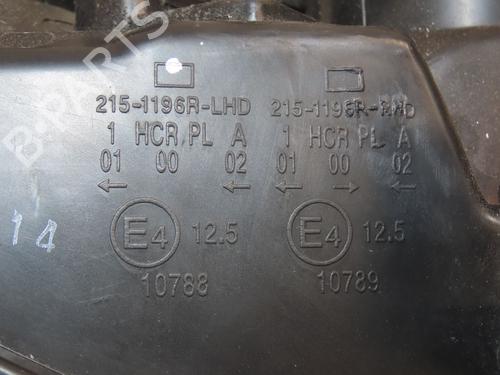 215-1196R-LHD 215-1196R-RHD
1 HCR PL A 1 HCR PL A
01 00 02 01 00 02
← ← ← →
E4 12.5 E4 12.5
10788 10789
14
B-PARTS